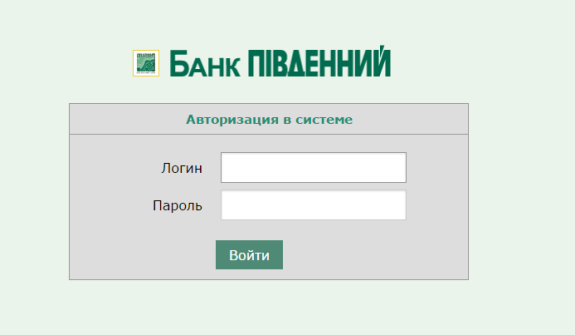 Банк ПІВДЕННИЙ
Авторизация в системе
Логин
Пароль
Войти